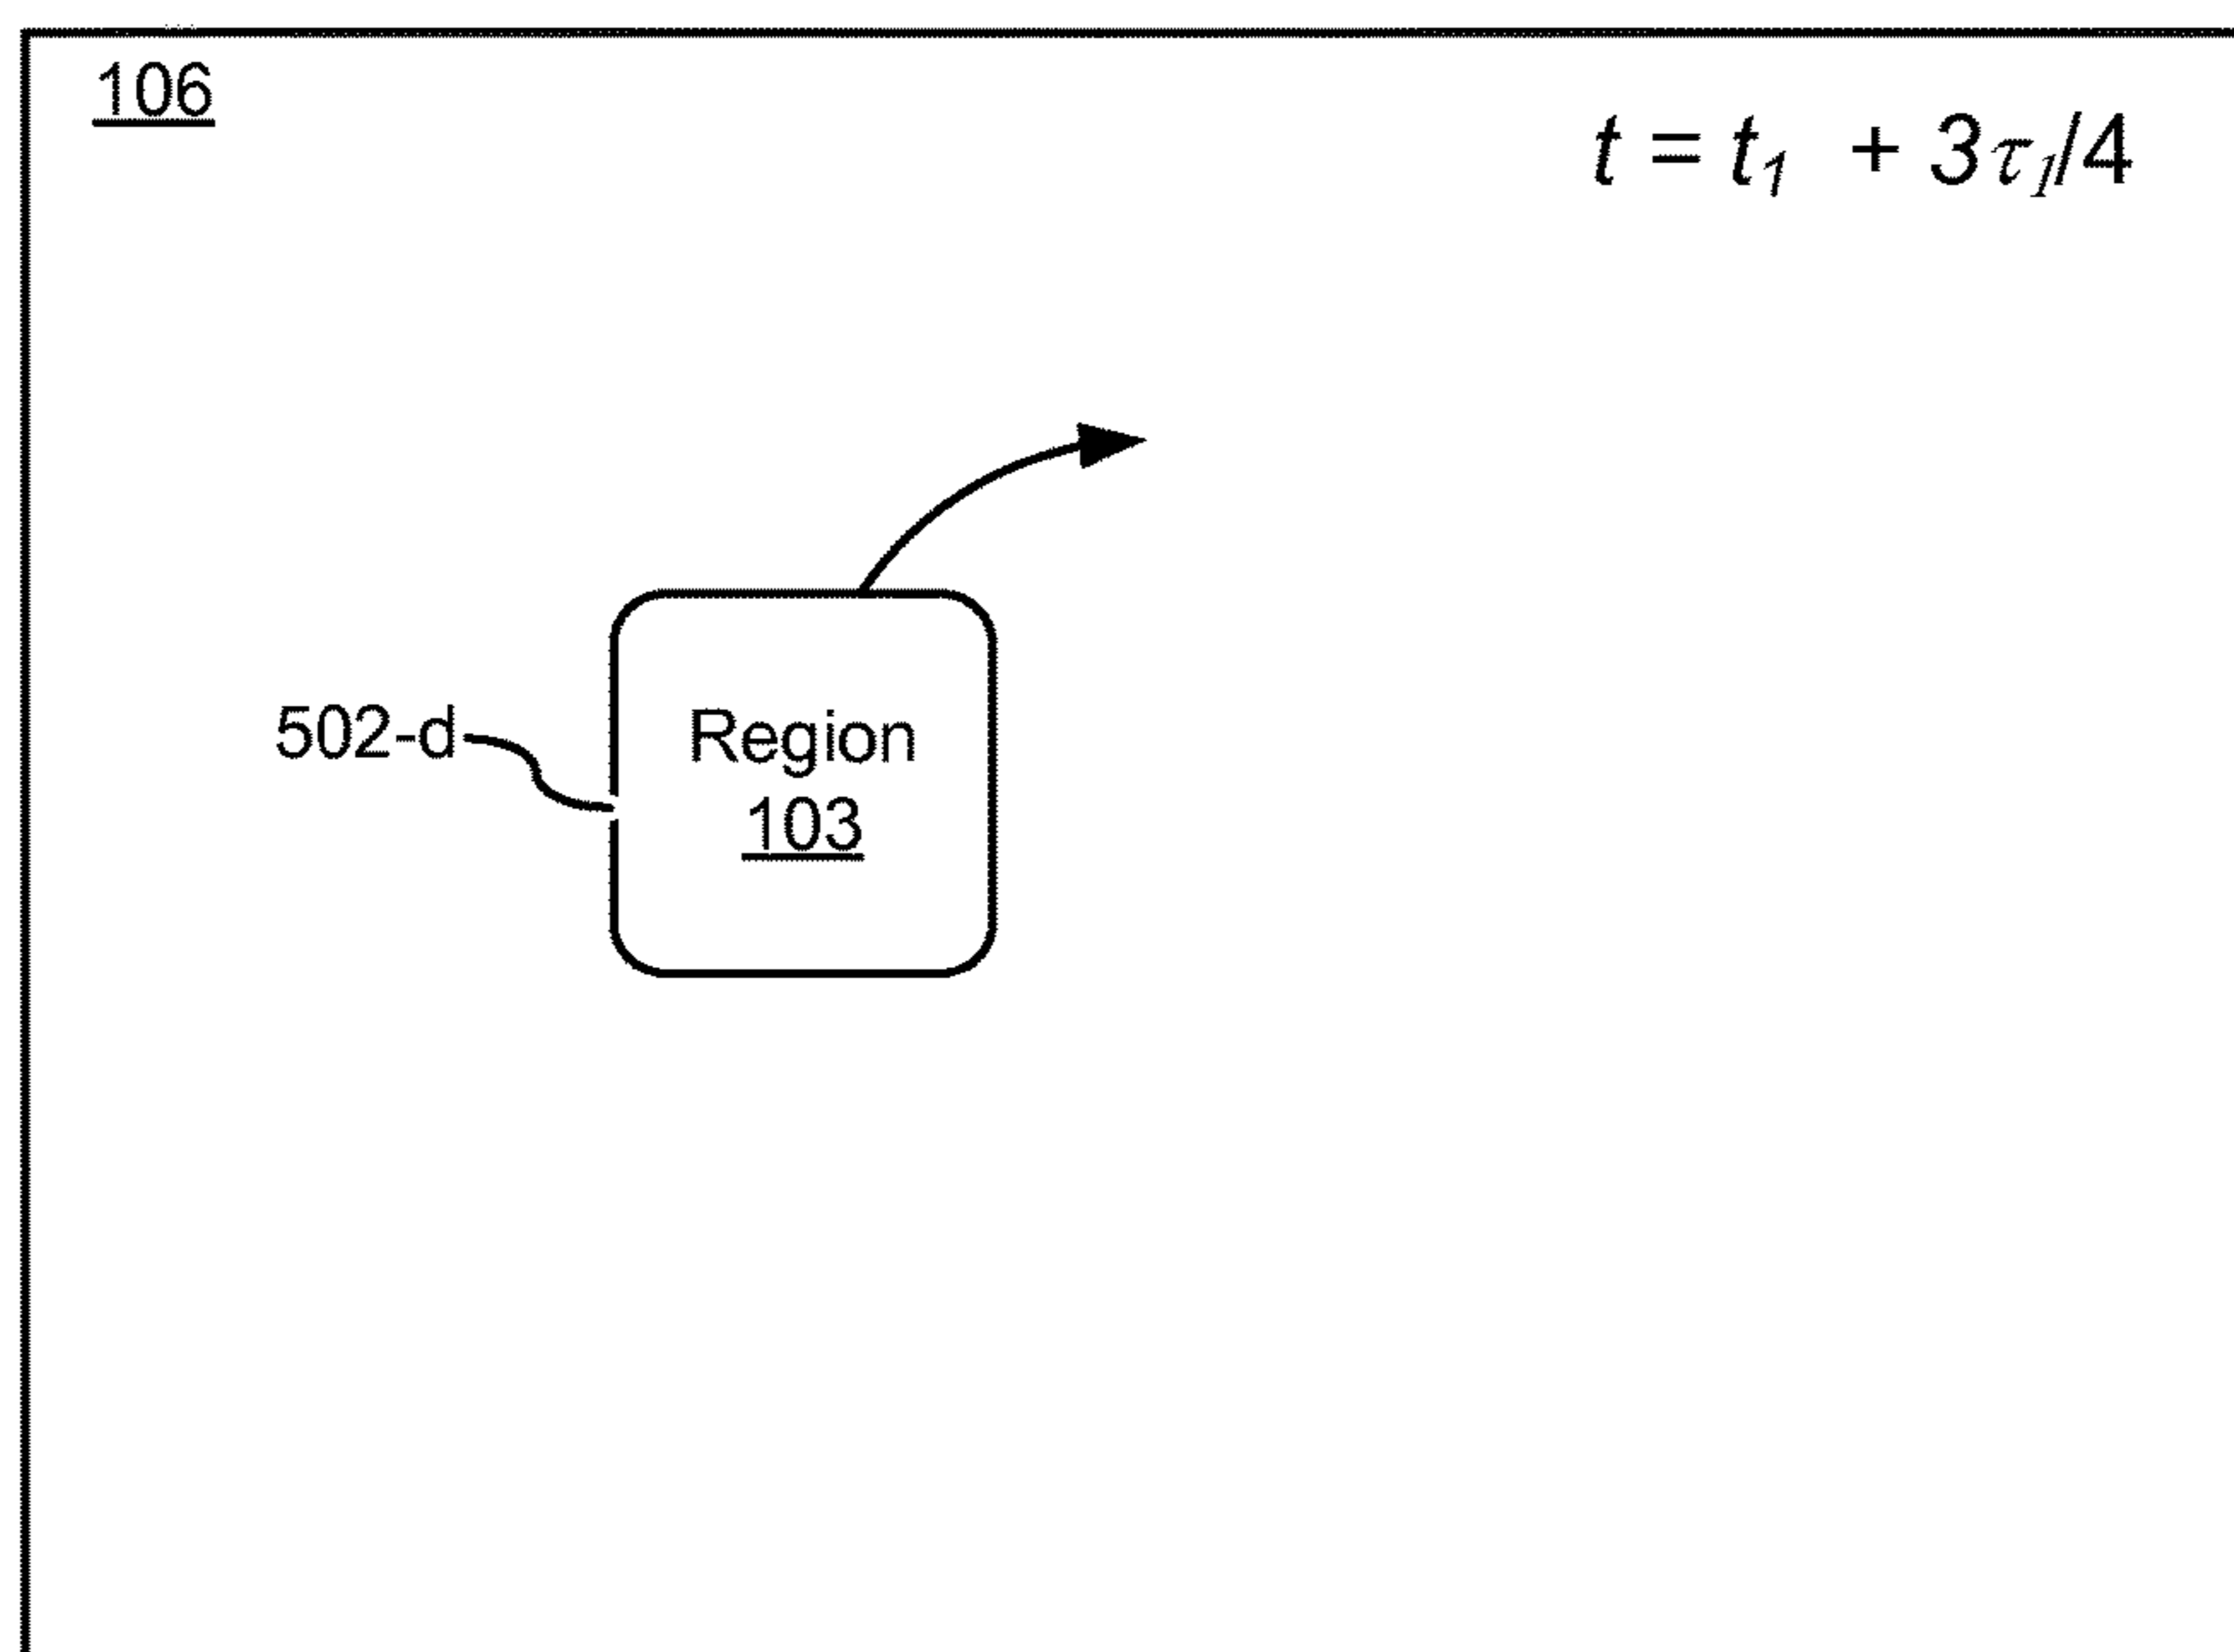 106
t = t₁ + 3τ₁/4
502-d
Region
103